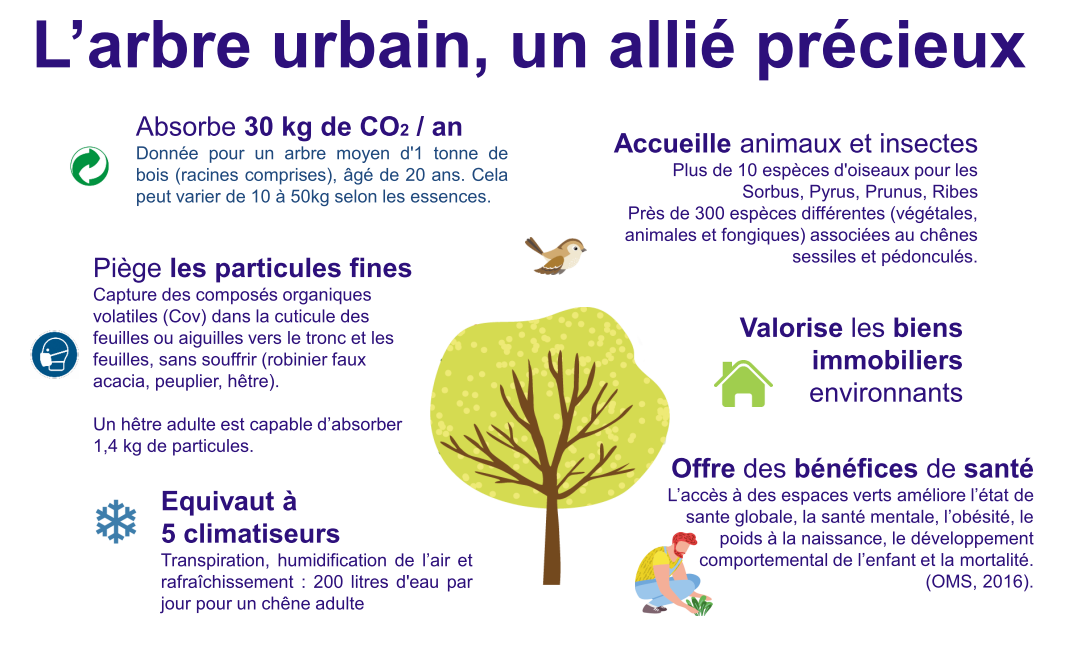 L'arbre urbain, un allié précieux
Absorbe 30 kg de CO2 / an
Donnée pour un arbre moyen d'1 tonne de
bois (racines comprises), âgé de 20 ans. Cela
peut varier de 10 à 50kg selon les essences.
Piège les particules fines
Capture des composés organiques
volatiles (Cov) dans la cuticule des
feuilles ou aiguilles vers le tronc et les
feuilles, sans souffrir (robinier faux
acacia, peuplier, hêtre).
Un hêtre adulte est capable d'absorber
1,4 kg de particules.
Equivaut à
5 climatiseurs
Transpiration, humidification de l'air et
rafraîchissement : 200 litres d'eau par
jour pour un chêne adulte
Accueille animaux et insectes
Plus de 10 espèces d'oiseaux pour les
Sorbus, Pyrus, Prunus, Ribes
Près de 300 espèces différentes (végétales,
animales et fongiques) associées au chênes
sessiles et pédonculés.
Valorise les biens
immobiliers
environnants
Offre des bénéfices de santé
L'accès à des espaces verts améliore l'état de
sante globale, la santé mentale, l'obésité, le
poids à la naissance, le développement
comportemental de l'enfant et la mortalité.
(OMS, 2016).